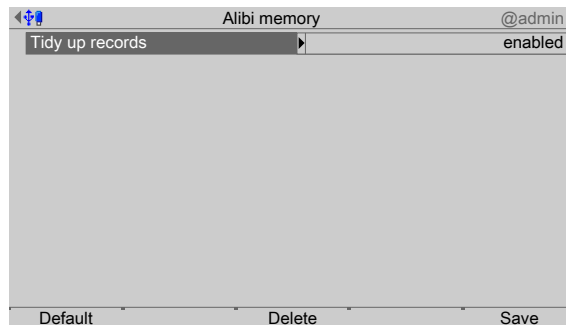 Alibi memory @admin
Tidy up records enabled
Default Delete Save